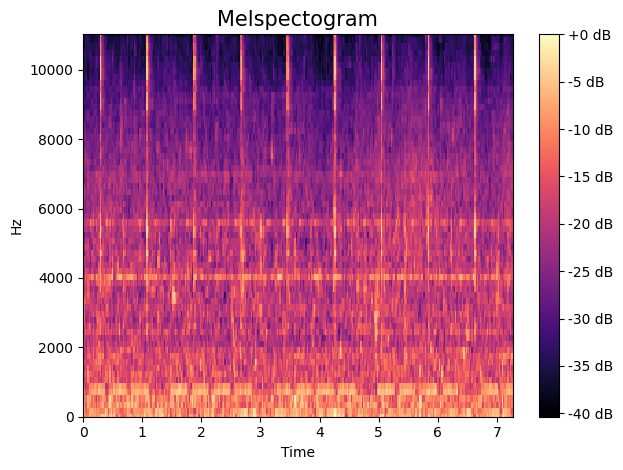 Melspectogram
+0 dB
-5 dB
-10 dB
-15 dB
-20 dB
-25 dB
-30 dB
-35 dB
-40 dB
10000
8000
6000
4000
2000
0
Hz
0 1 2 3 4 5 6 7
Time